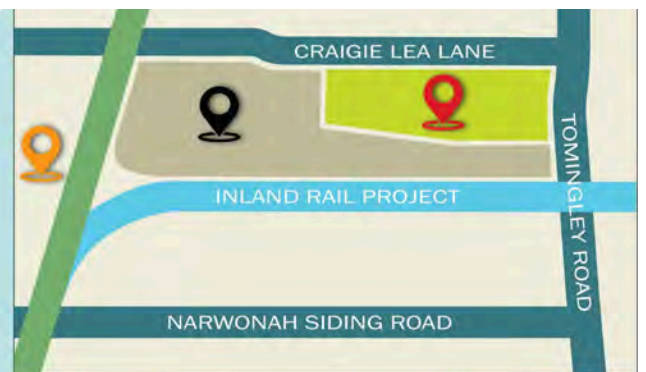 CRAIGIE LEA LANE
TOMINGLEY ROAD
INLAND RAIL PROJECT
NARWONAH SIDING ROAD